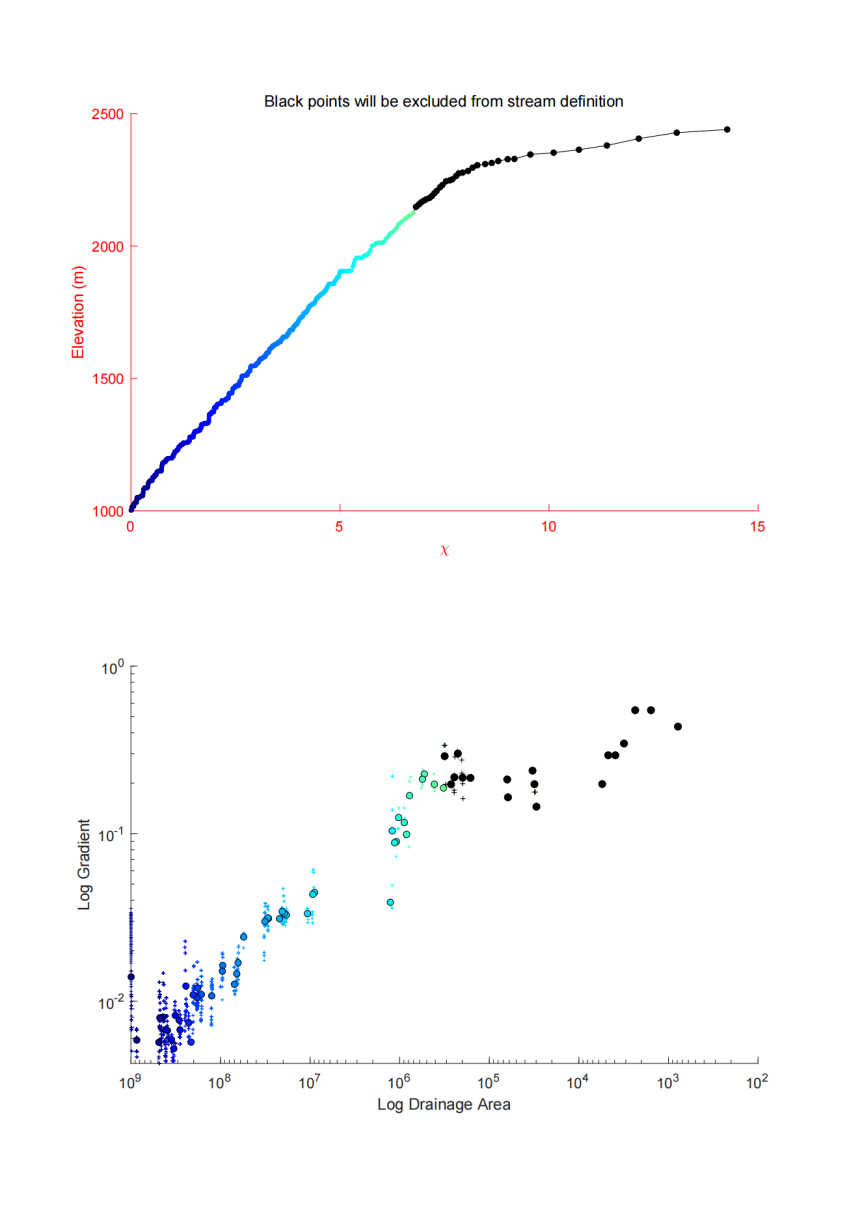 Black points will be excluded from stream definition
2500
2000
1500
1000
Elevation (m)
0 5 10 15
χ
10^0
10^-1
10^-2
Log Gradient
10^9 10^8 10^7 10^6 10^5 10^4 10^3 10^2
Log Drainage Area